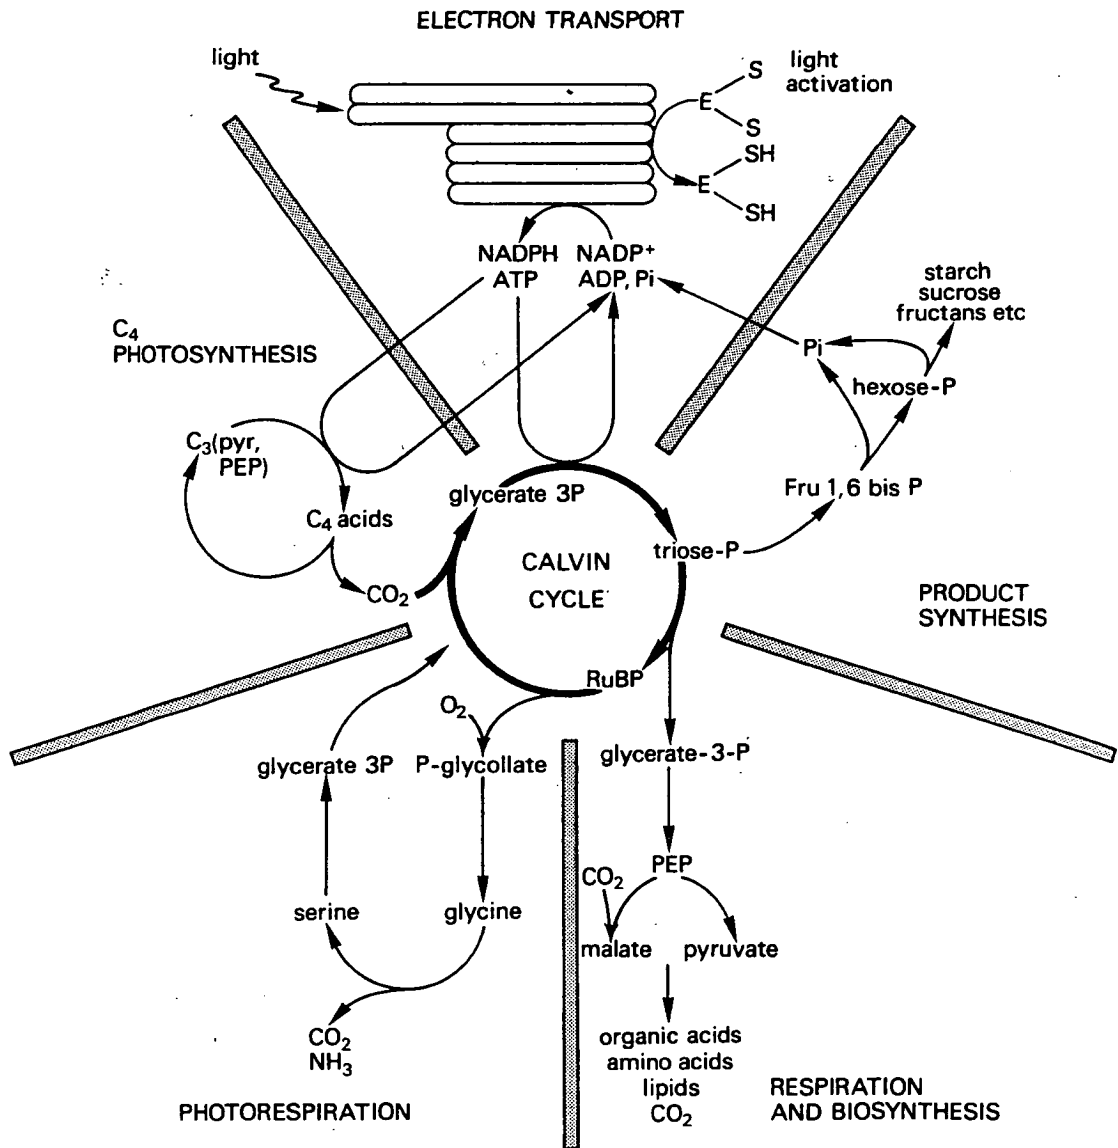 ELECTRON TRANSPORT
light
S
E
S
light
activation
SH
E
SH
NADPH
ATP
NADP+
ADP, Pi
C4
PHOTOSYNTHESIS
C3(pyr,
PEP)
C4 acids
CO2
starch
sucrose
fructans etc
Pi
hexose-P
Fru 1,6 bis P
glycerate 3P
triose-P
CALVIN
CYCLE
RuBP
PRODUCT
SYNTHESIS
O2
glycerate 3P
P-glycollate
serine
glycine
CO2
NH3
PHOTORESPIRATION
glycerate-3-P
PEP
CO2
malate
pyruvate
organic acids
amino acids
lipids
CO2
RESPIRATION
AND BIOSYNTHESIS